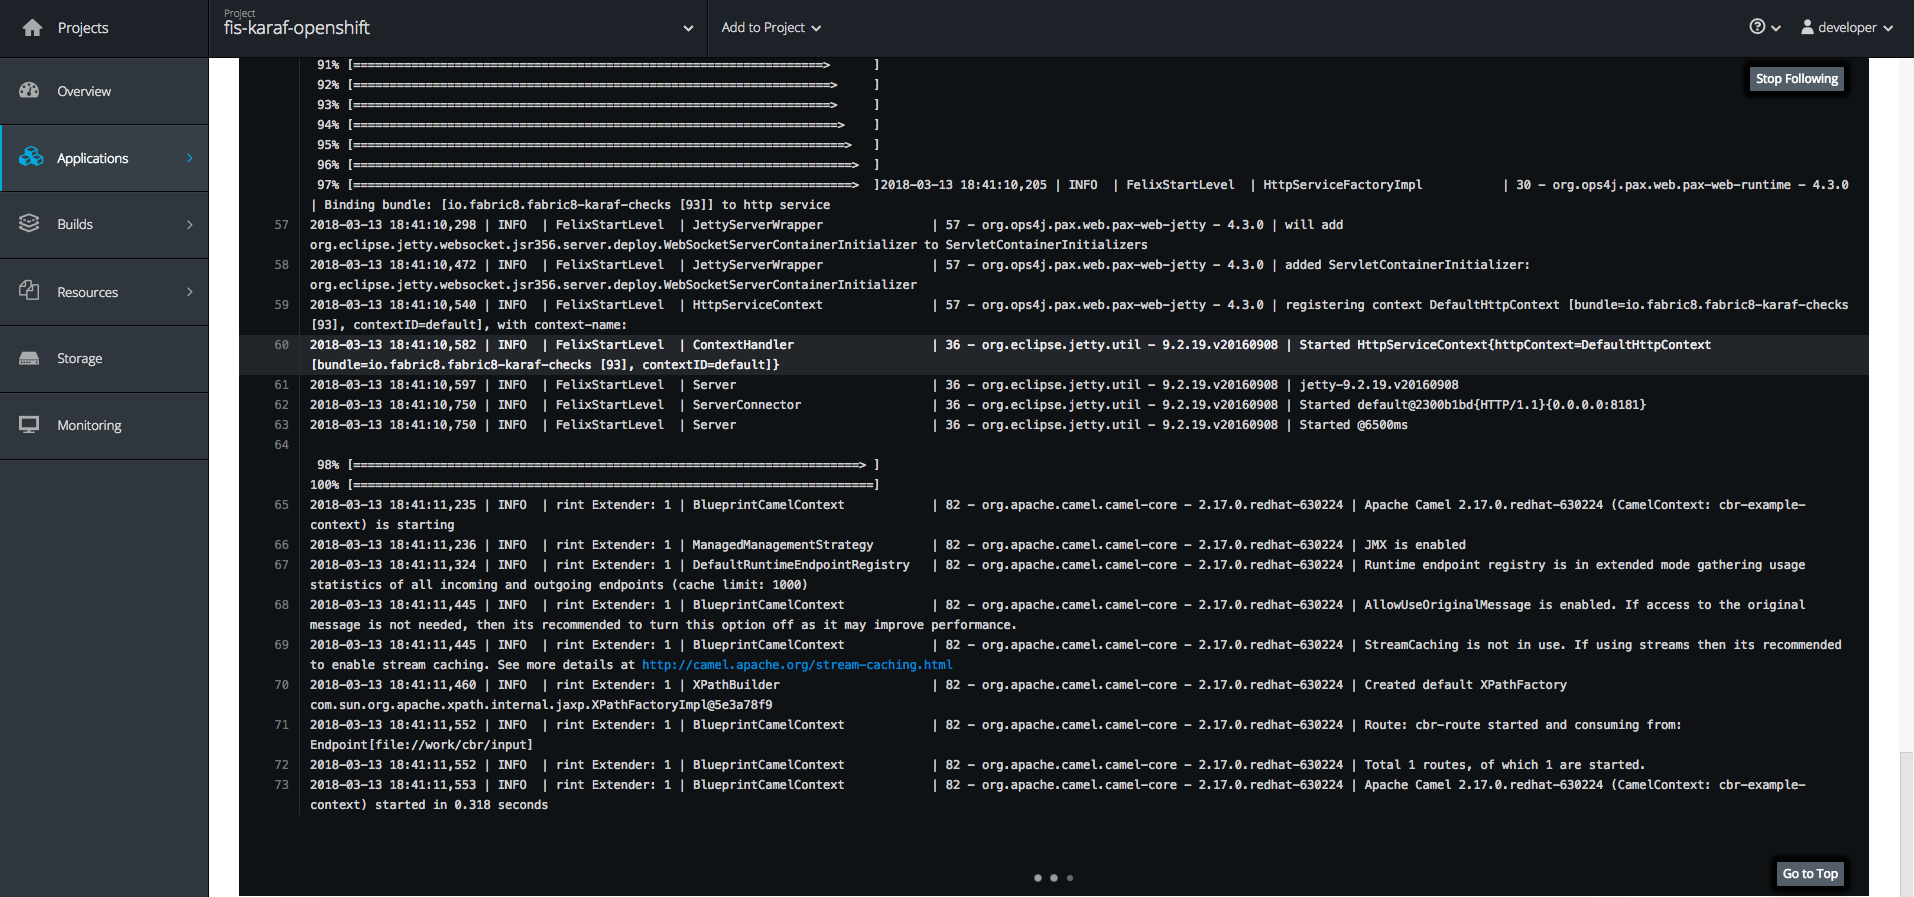 Projects
Project
fis-karaf-openshift
Add to Project
developer
Overview
Applications
Builds
Resources
Storage
Monitoring
Stop Following
91% [=================================================================>      ]
92% [==================================================================>     ]
93% [==================================================================>     ]
94% [===================================================================>    ]
95% [====================================================================>   ]
96% [=====================================================================>  ]
97% [=====================================================================>  ]2018-03-13 18:41:10,205 | INFO  | FelixStartLevel  | HttpServiceFactoryImpl           | 30 - org.ops4j.pax.web.pax-web-runtime - 4.3.0
| Binding bundle: [io.fabric8.fabric8-karaf-checks [93]] to http service
57 2018-03-13 18:41:10,298 | INFO  | FelixStartLevel  | JettyServerWrapper               | 57 - org.ops4j.pax.web.pax-web-jetty - 4.3.0 | will add
org.eclipse.jetty.websocket.jsr356.server.deploy.WebSocketServerContainerInitializer to ServletContainerInitializers
58 2018-03-13 18:41:10,472 | INFO  | FelixStartLevel  | JettyServerWrapper               | 57 - org.ops4j.pax.web.pax-web-jetty - 4.3.0 | added ServletContainerInitializer:
org.eclipse.jetty.websocket.jsr356.server.deploy.WebSocketServerContainerInitializer
59 2018-03-13 18:41:10,540 | INFO  | FelixStartLevel  | HttpServiceContext               | 57 - org.ops4j.pax.web.pax-web-jetty - 4.3.0 | registering context DefaultHttpContext [bundle=io.fabric8.fabric8-karaf-checks
[93], contextID=default], with context-name:
60 2018-03-13 18:41:10,582 | INFO  | FelixStartLevel  | ContextHandler                   | 36 - org.eclipse.jetty.util - 9.2.19.v20160908 | Started HttpServiceContext{httpContext=DefaultHttpContext
[bundle=io.fabric8.fabric8-karaf-checks [93], contextID=default]}
61 2018-03-13 18:41:10,597 | INFO  | FelixStartLevel  | Server                           | 36 - org.eclipse.jetty.util - 9.2.19.v20160908 | jetty-9.2.19.v20160908
62 2018-03-13 18:41:10,750 | INFO  | FelixStartLevel  | ServerConnector                  | 36 - org.eclipse.jetty.util - 9.2.19.v20160908 | Started default@2300b1bd{HTTP/1.1}{0.0.0.0:8181}
63 2018-03-13 18:41:10,750 | INFO  | FelixStartLevel  | Server                           | 36 - org.eclipse.jetty.util - 9.2.19.v20160908 | Started @6500ms
64
98% [======================================================================> ]
100% [========================================================================]
65 2018-03-13 18:41:11,235 | INFO  | rint Extender: 1 | BlueprintCamelContext            | 82 - org.apache.camel.camel-core - 2.17.0.redhat-630224 | Apache Camel 2.17.0.redhat-630224 (CamelContext: cbr-example-
context) is starting
66 2018-03-13 18:41:11,236 | INFO  | rint Extender: 1 | ManagedManagementStrategy        | 82 - org.apache.camel.camel-core - 2.17.0.redhat-630224 | JMX is enabled
67 2018-03-13 18:41:11,324 | INFO  | rint Extender: 1 | DefaultRuntimeEndpointRegistry   | 82 - org.apache.camel.camel-core - 2.17.0.redhat-630224 | Runtime endpoint registry is in extended mode gathering usage
statistics of all incoming and outgoing endpoints (cache limit: 1000)
68 2018-03-13 18:41:11,445 | INFO  | rint Extender: 1 | BlueprintCamelContext            | 82 - org.apache.camel.camel-core - 2.17.0.redhat-630224 | AllowUseOriginalMessage is enabled. If access to the original
message is not needed, then its recommended to turn this option off as it may improve performance.
69 2018-03-13 18:41:11,445 | INFO  | rint Extender: 1 | BlueprintCamelContext            | 82 - org.apache.camel.camel-core - 2.17.0.redhat-630224 | StreamCaching is not in use. If using streams then its recommended
to enable stream caching. See more details at http://camel.apache.org/stream-caching.html
70 2018-03-13 18:41:11,460 | INFO  | rint Extender: 1 | XPathBuilder                     | 82 - org.apache.camel.camel-core - 2.17.0.redhat-630224 | Created default XPathFactory
com.sun.org.apache.xpath.internal.jaxp.XPathFactoryImpl@5e3a78f9
71 2018-03-13 18:41:11,552 | INFO  | rint Extender: 1 | BlueprintCamelContext            | 82 - org.apache.camel.camel-core - 2.17.0.redhat-630224 | Route: cbr-route started and consuming from:
Endpoint[file://work/cbr/input]
72 2018-03-13 18:41:11,552 | INFO  | rint Extender: 1 | BlueprintCamelContext            | 82 - org.apache.camel.camel-core - 2.17.0.redhat-630224 | Total 1 routes, of which 1 are started.
73 2018-03-13 18:41:11,553 | INFO  | rint Extender: 1 | BlueprintCamelContext            | 82 - org.apache.camel.camel-core - 2.17.0.redhat-630224 | Apache Camel 2.17.0.redhat-630224 (CamelContext: cbr-example-
context) started in 0.318 seconds
Go to Top